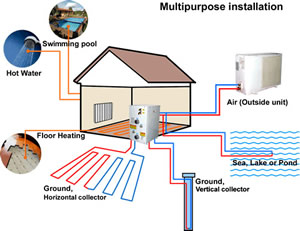 Multipurpose installation
Swimming pool
Hot Water
Air (Outside unit)
Floor Heating
Sea, Lake or Pond
Ground,
Horizontal collector
Ground,
Vertical collector